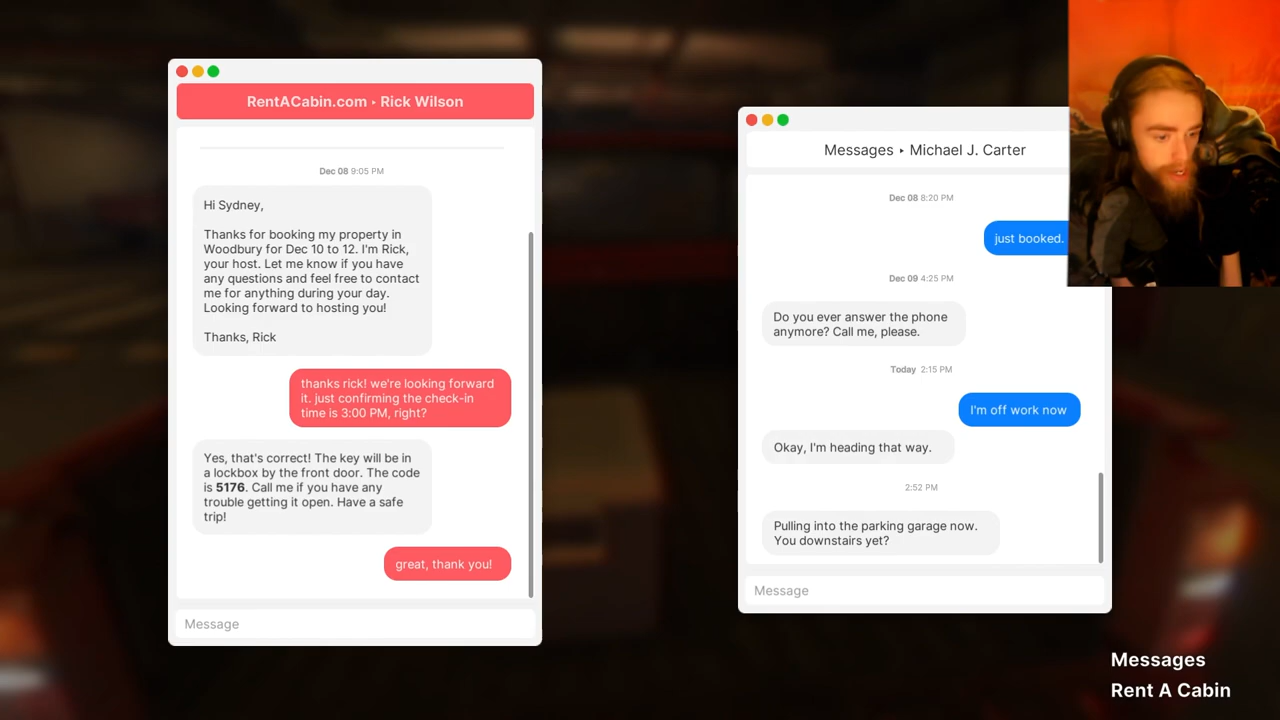 RentACabin.com ▸ Rick Wilson
Dec 08 9:05 PM
Hi Sydney,
Thanks for booking my property in
Woodbury for Dec 10 to 12. I'm Rick,
your host. Let me know if you have
any questions and feel free to contact
me for anything during your day.
Looking forward to hosting you!
Thanks, Rick
thanks rick! we're looking forward
it. just confirming the check-in
time is 3:00 PM, right?
Yes, that's correct! The key will be in
a lockbox by the front door. The code
is 5176. Call me if you have any
trouble getting it open. Have a safe
trip!
great, thank you!
Message
Messages ▸ Michael J. Carter
Dec 08 8:20 PM
just booked.
Dec 09 4:25 PM
Do you ever answer the phone
anymore? Call me, please.
Today 2:15 PM
I'm off work now
Okay, I'm heading that way.
2:52 PM
Pulling into the parking garage now.
You downstairs yet?
Message
Messages
Rent A Cabin